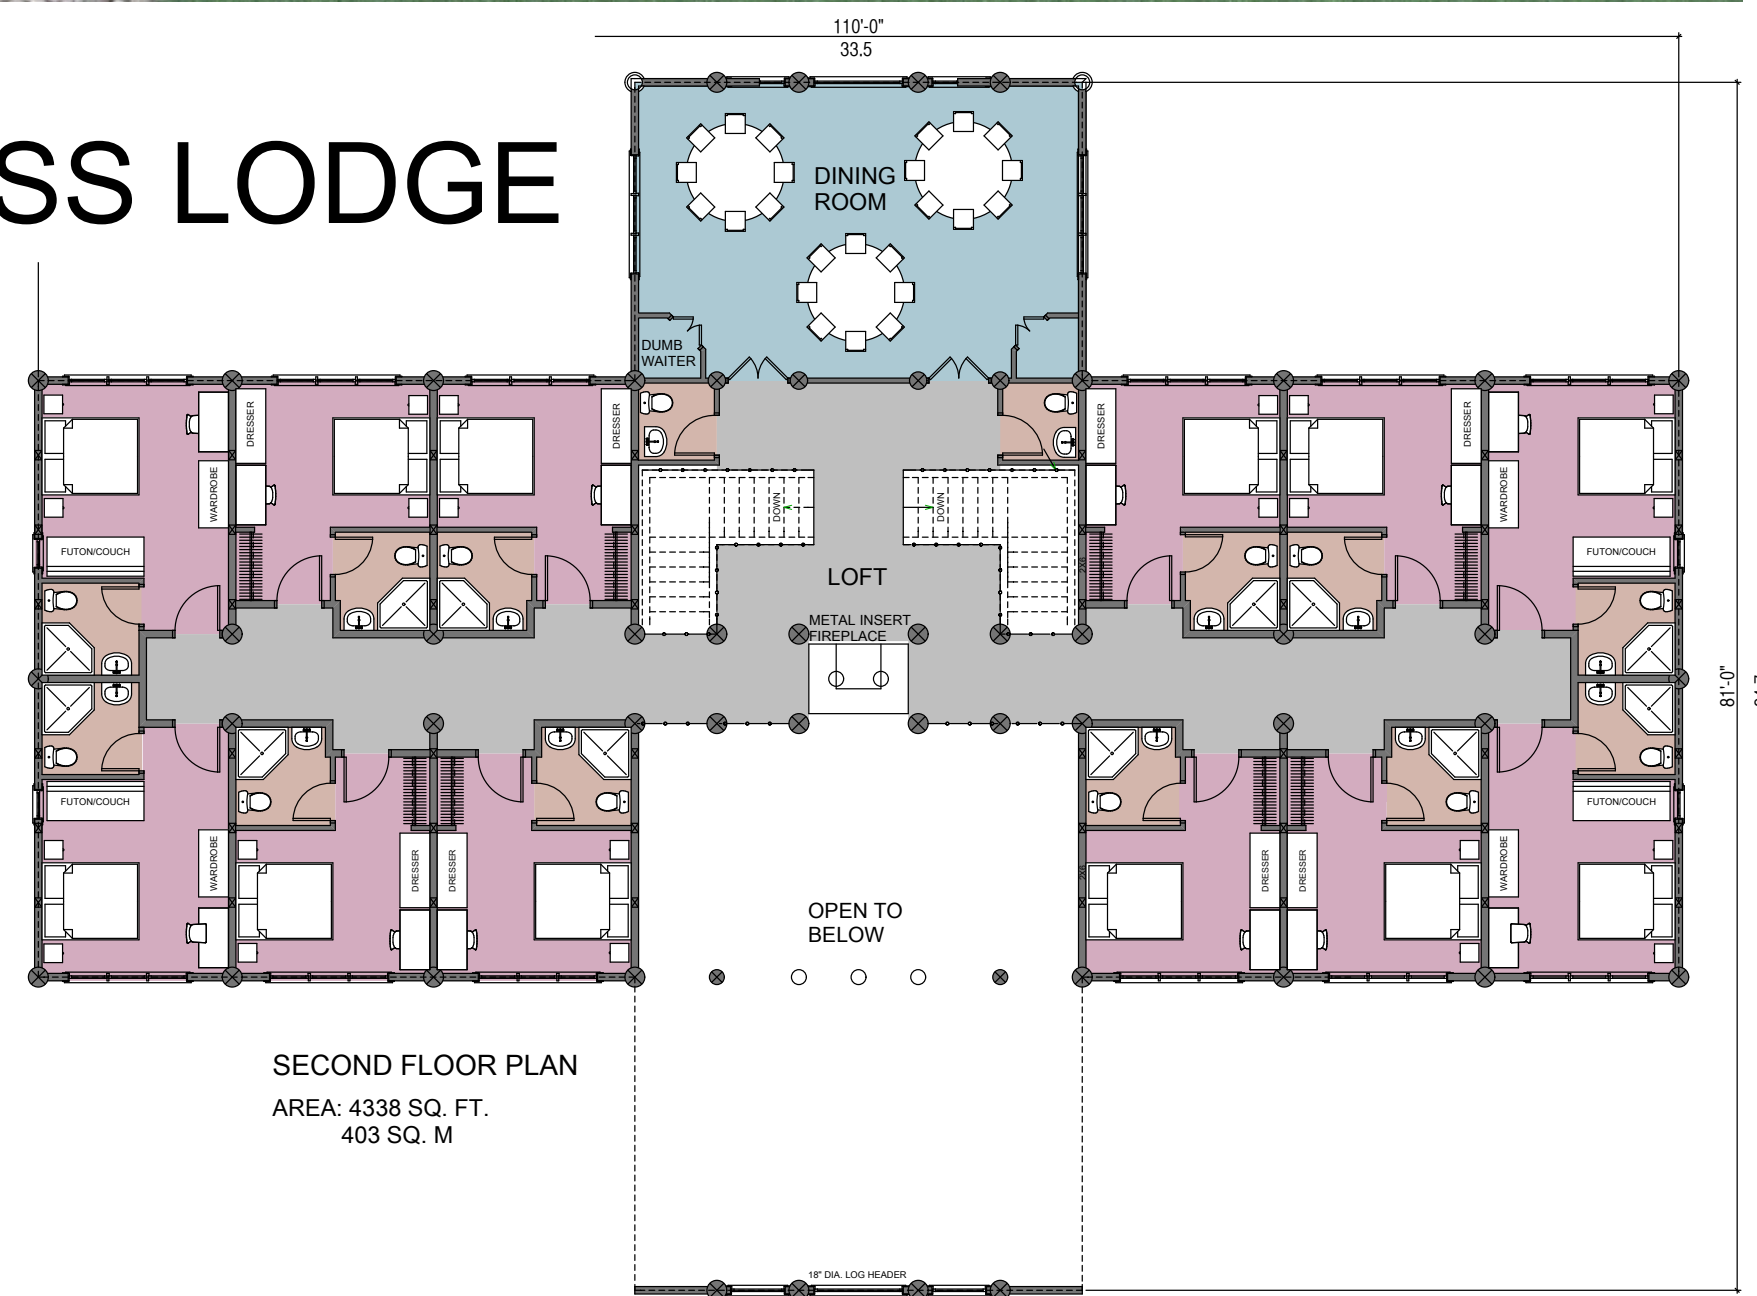 110'-0"
33.5
SS LODGE
DINING
ROOM
DUMB
WAITER
DRESSER
DRESSER
DRESSER
DRESSER
WARDROBE
WARDROBE
DOWN
DOWN
FUTON/COUCH
FUTON/COUCH
2X6
LOFT
METAL INSERT
FIREPLACE
81'-0"
FUTON/COUCH
FUTON/COUCH
WARDROBE
DRESSER
DRESSER
2X6
DRESSER
DRESSER
WARDROBE
OPEN TO
BELOW
SECOND FLOOR PLAN
AREA: 4338 SQ. FT.
403 SQ. M
18" DIA. LOG HEADER